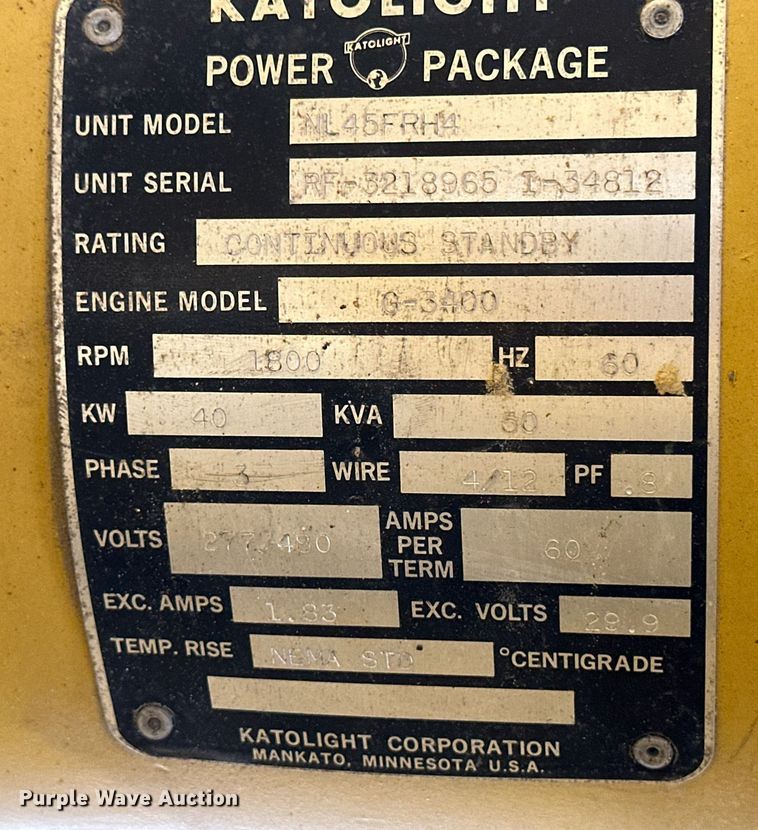 KATOLIGHT
POWER KATOLIGHT PACKAGE
UNIT MODEL NL45FRH4
UNIT SERIAL RF-3218965 I-34812
RATING CONTINUOUS STANDBY
ENGINE MODEL G-3400
RPM 1800 HZ 60
KW 40 KVA 50
PHASE 3 WIRE 4/12 PF .8
VOLTS 277/480 AMPS PER TERM 60
EXC. AMPS 1.83 EXC. VOLTS 29.9
TEMP. RISE NEMA STD °CENTIGRADE
KATOLIGHT CORPORATION
MANKATO, MINNESOTA U.S.A.
Purple Wave Auction